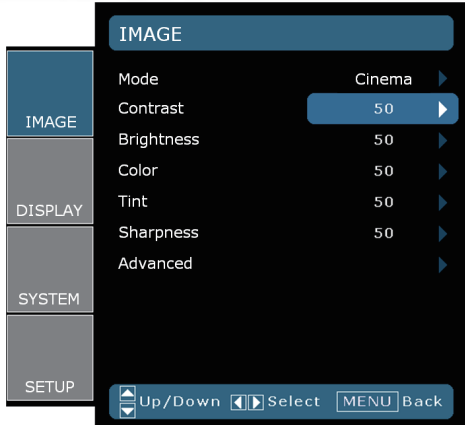 IMAGE
IMAGE
DISPLAY
SYSTEM
SETUP
Mode Cinema
Contrast 50
Brightness 50
Color 50
Tint 50
Sharpness 50
Advanced
Up/Down Select MENU Back